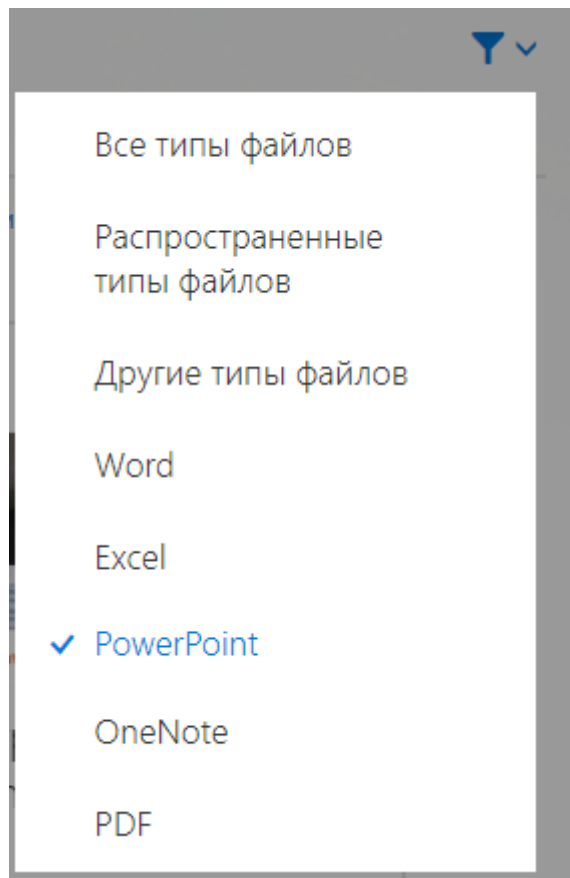 Все типы файлов
Распространенные
типы файлов
Другие типы файлов
Word
Excel
PowerPoint
OneNote
PDF